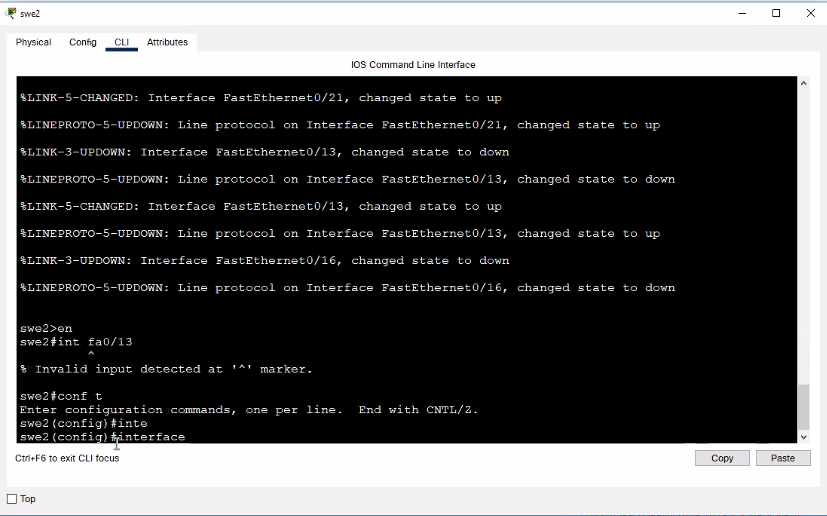 swe2
Physical Config CLI Attributes
IOS Command Line Interface
%LINK-5-CHANGED: Interface FastEthernet0/21, changed state to up
%LINEPROTO-5-UPDOWN: Line protocol on Interface FastEthernet0/21, changed state to up
%LINK-3-UPDOWN: Interface FastEthernet0/13, changed state to down
%LINEPROTO-5-UPDOWN: Line protocol on Interface FastEthernet0/13, changed state to down
%LINK-5-CHANGED: Interface FastEthernet0/13, changed state to up
%LINEPROTO-5-UPDOWN: Line protocol on Interface FastEthernet0/13, changed state to up
%LINK-3-UPDOWN: Interface FastEthernet0/16, changed state to down
%LINEPROTO-5-UPDOWN: Line protocol on Interface FastEthernet0/16, changed state to down
swe2>en
swe2#int fa0/13
^
% Invalid input detected at '^' marker.
swe2#conf t
Enter configuration commands, one per line. End with CNTL/Z.
swe2(config)#inte
swe2(config)#interface
Ctrl+F6 to exit CLI focus
Copy Paste
Top